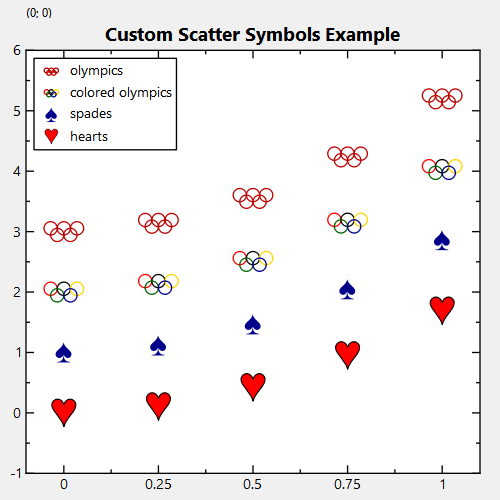 (0; 0)
Custom Scatter Symbols Example
olympics
colored olympics
spades
hearts
6
5
4
3
2
1
0
-1
0 0.25 0.5 0.75 1